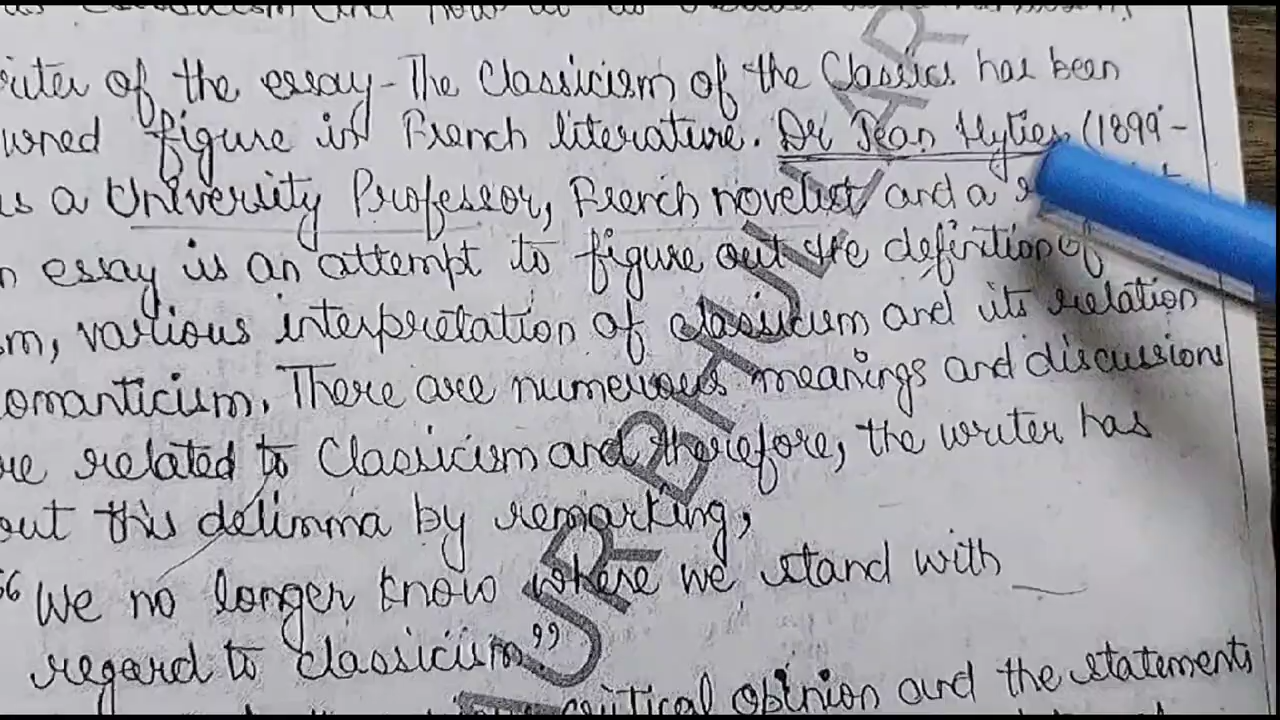 riter of the essay-The Classicism of the Classics has been
wned figure in French literature. Dr Jean Hytier (1899-
is a University Professor, French novelist and a
n essay is an attempt to figure out the definition of
sm, various interpretation of classicism and its relation
omanticism. There are numerous meanings and discussions
re related to Classicism and therefore, the writer has
out this delimma by remarking,
"We no longer know where we stand with
regard to classicism"
critical opinion and the statements